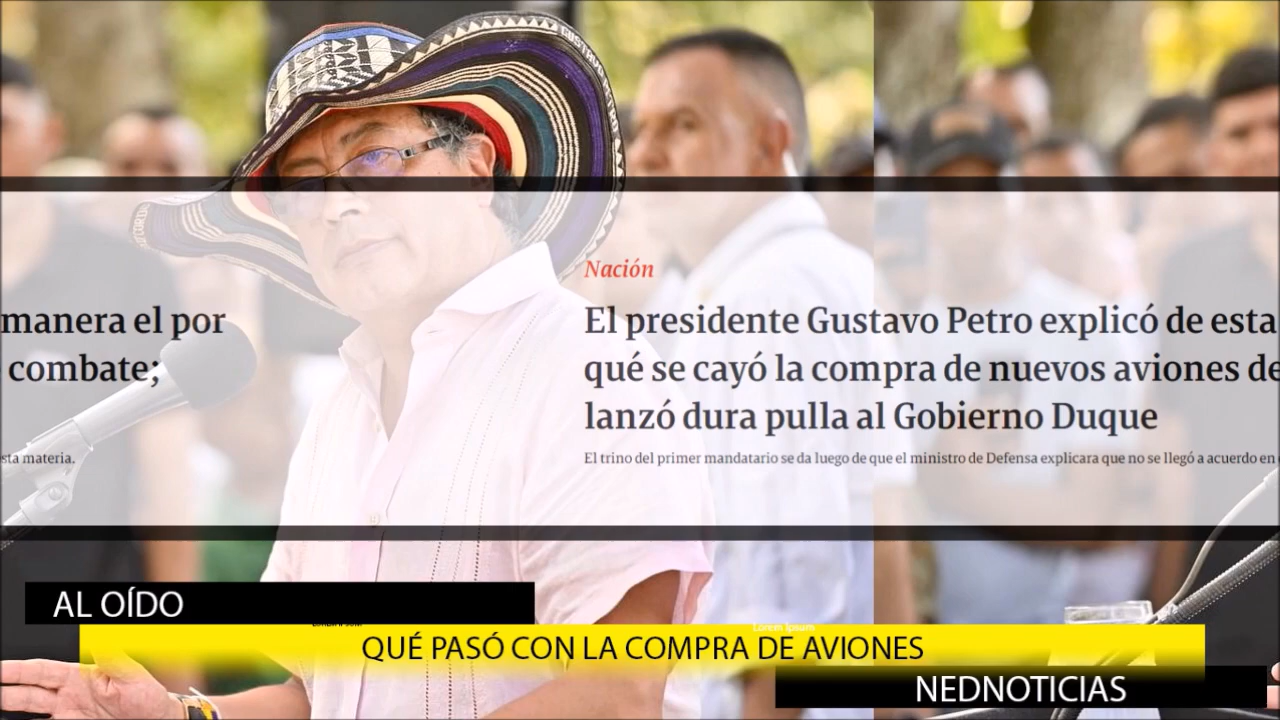 GUSTAVO
Nación
manera el por
combate;
sta materia.
El presidente Gustavo Petro explicó de esta
qué se cayó la compra de nuevos aviones de
lanzó dura pulla al Gobierno Duque
El trino del primer mandatario se da luego de que el ministro de Defensa explicara que no se llegó a acuerdo en
AL OÍDO
Lorem Ipsum
QUÉ PASÓ CON LA COMPRA DE AVIONES
NEDNOTICIAS